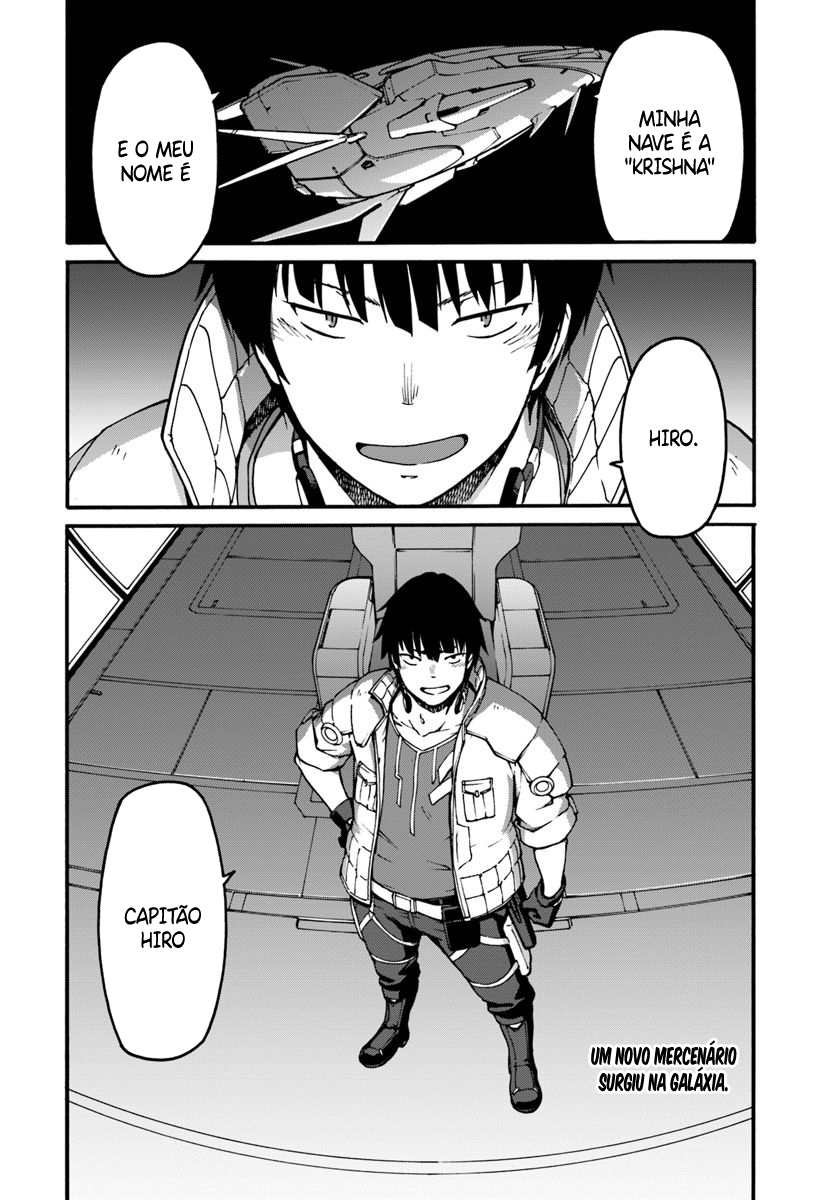 MINHA
NAVE É A
"KRISHNA"
E O MEU
NOME É
HIRO.
CAPITÃO
HIRO
UM NOVO MERCENÁRIO
SURGIU NA GALÁXIA.